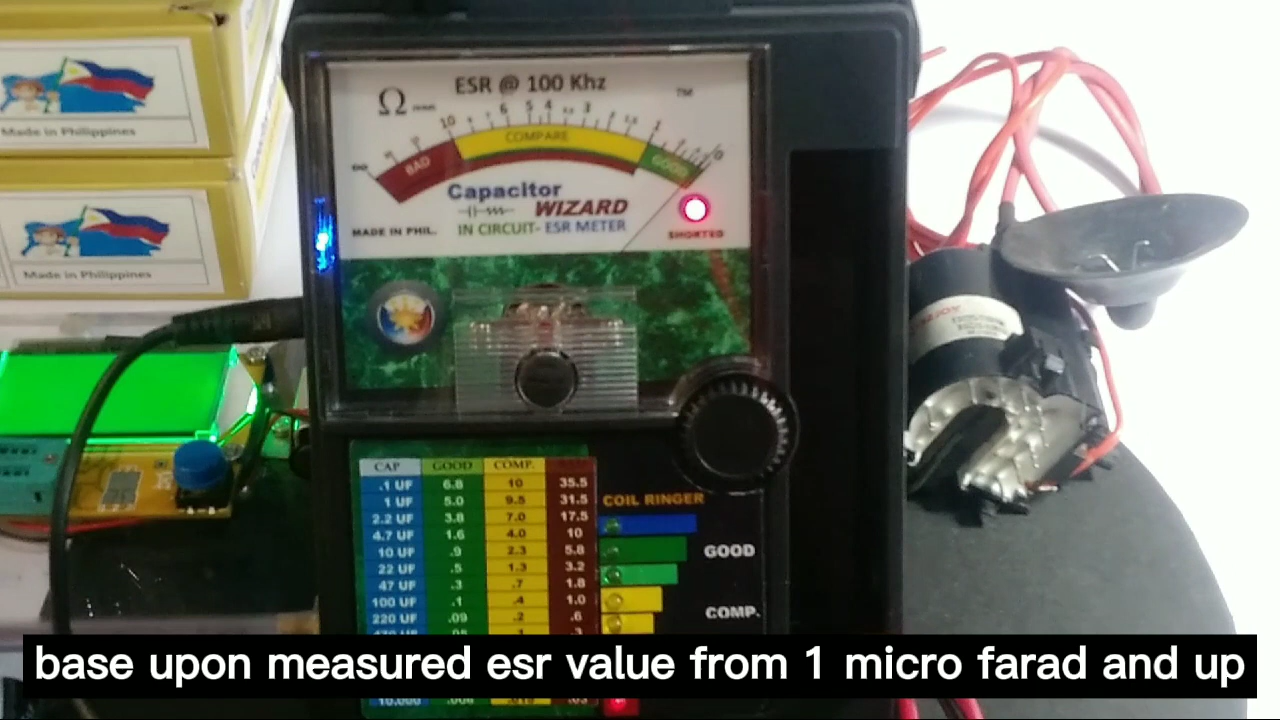 Made in Philippines
Made in Philippines
ESR @ 100 Khz
TM
Ω
10 6 5 4 3 1 0
BAD COMPARE GOOD
Capacitor
WIZARD
MADE IN PHIL. IN CIRCUIT- ESR METER
SHORTED
CAP GOOD COMP.
.1 UF 6.8 10 35.5
1 UF 5.0 9.5 31.5
2.2 UF 3.8 7.0 17.5
4.7 UF 1.6 4.0 10
10 UF .9 2.3 5.8
22 UF .5 1.3 3.2
47 UF .3 .7 1.8
100 UF .1 .4 1.0
220 UF .09 .2 .6
COIL RINGER
GOOD
COMP.
base upon measured esr value from 1 micro farad and up
10,000